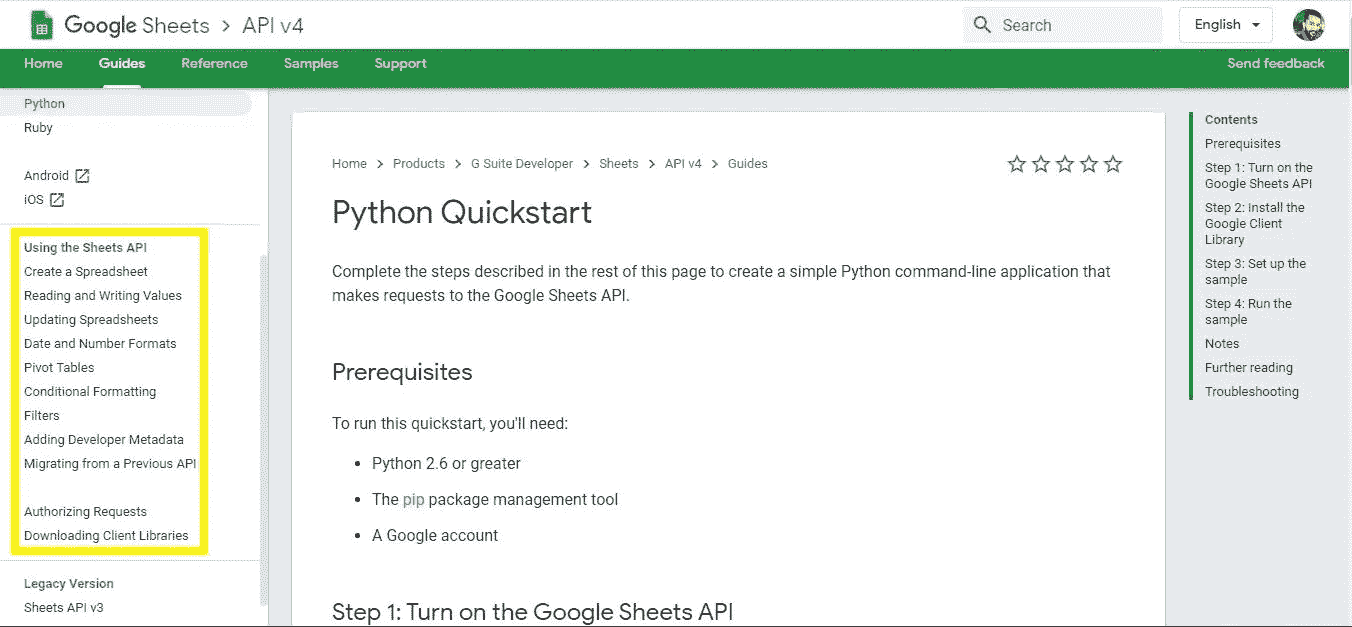 Google Sheets > API v4
Search
English
Home Guides Reference Samples Support Send feedback
Python
Ruby
Android
iOS
Using the Sheets API
Create a Spreadsheet
Reading and Writing Values
Updating Spreadsheets
Date and Number Formats
Pivot Tables
Conditional Formatting
Filters
Adding Developer Metadata
Migrating from a Previous API
Authorizing Requests
Downloading Client Libraries
Legacy Version
Sheets API v3
Home > Products > G Suite Developer > Sheets > API v4 > Guides
Python Quickstart
Complete the steps described in the rest of this page to create a simple Python command-line application that
makes requests to the Google Sheets API.
Prerequisites
To run this quickstart, you'll need:
• Python 2.6 or greater
• The pip package management tool
• A Google account
Step 1: Turn on the Google Sheets API
Contents
Prerequisites
Step 1: Turn on the
Google Sheets API
Step 2: Install the
Google Client
Library
Step 3: Set up the
sample
Step 4: Run the
sample
Notes
Further reading
Troubleshooting